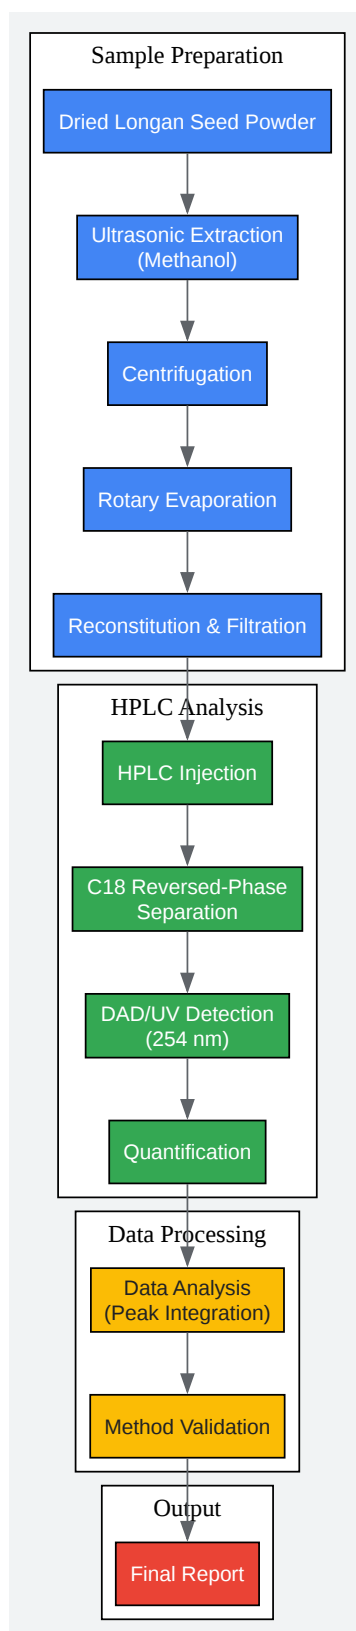 Sample Preparation
Dried Longan Seed Powder
Ultrasonic Extraction
(Methanol)
Centrifugation
Rotary Evaporation
Reconstitution & Filtration
HPLC Analysis
HPLC Injection
C18 Reversed-Phase
Separation
DAD/UV Detection
(254 nm)
Quantification
Data Processing
Data Analysis
(Peak Integration)
Method Validation
Output
Final Report